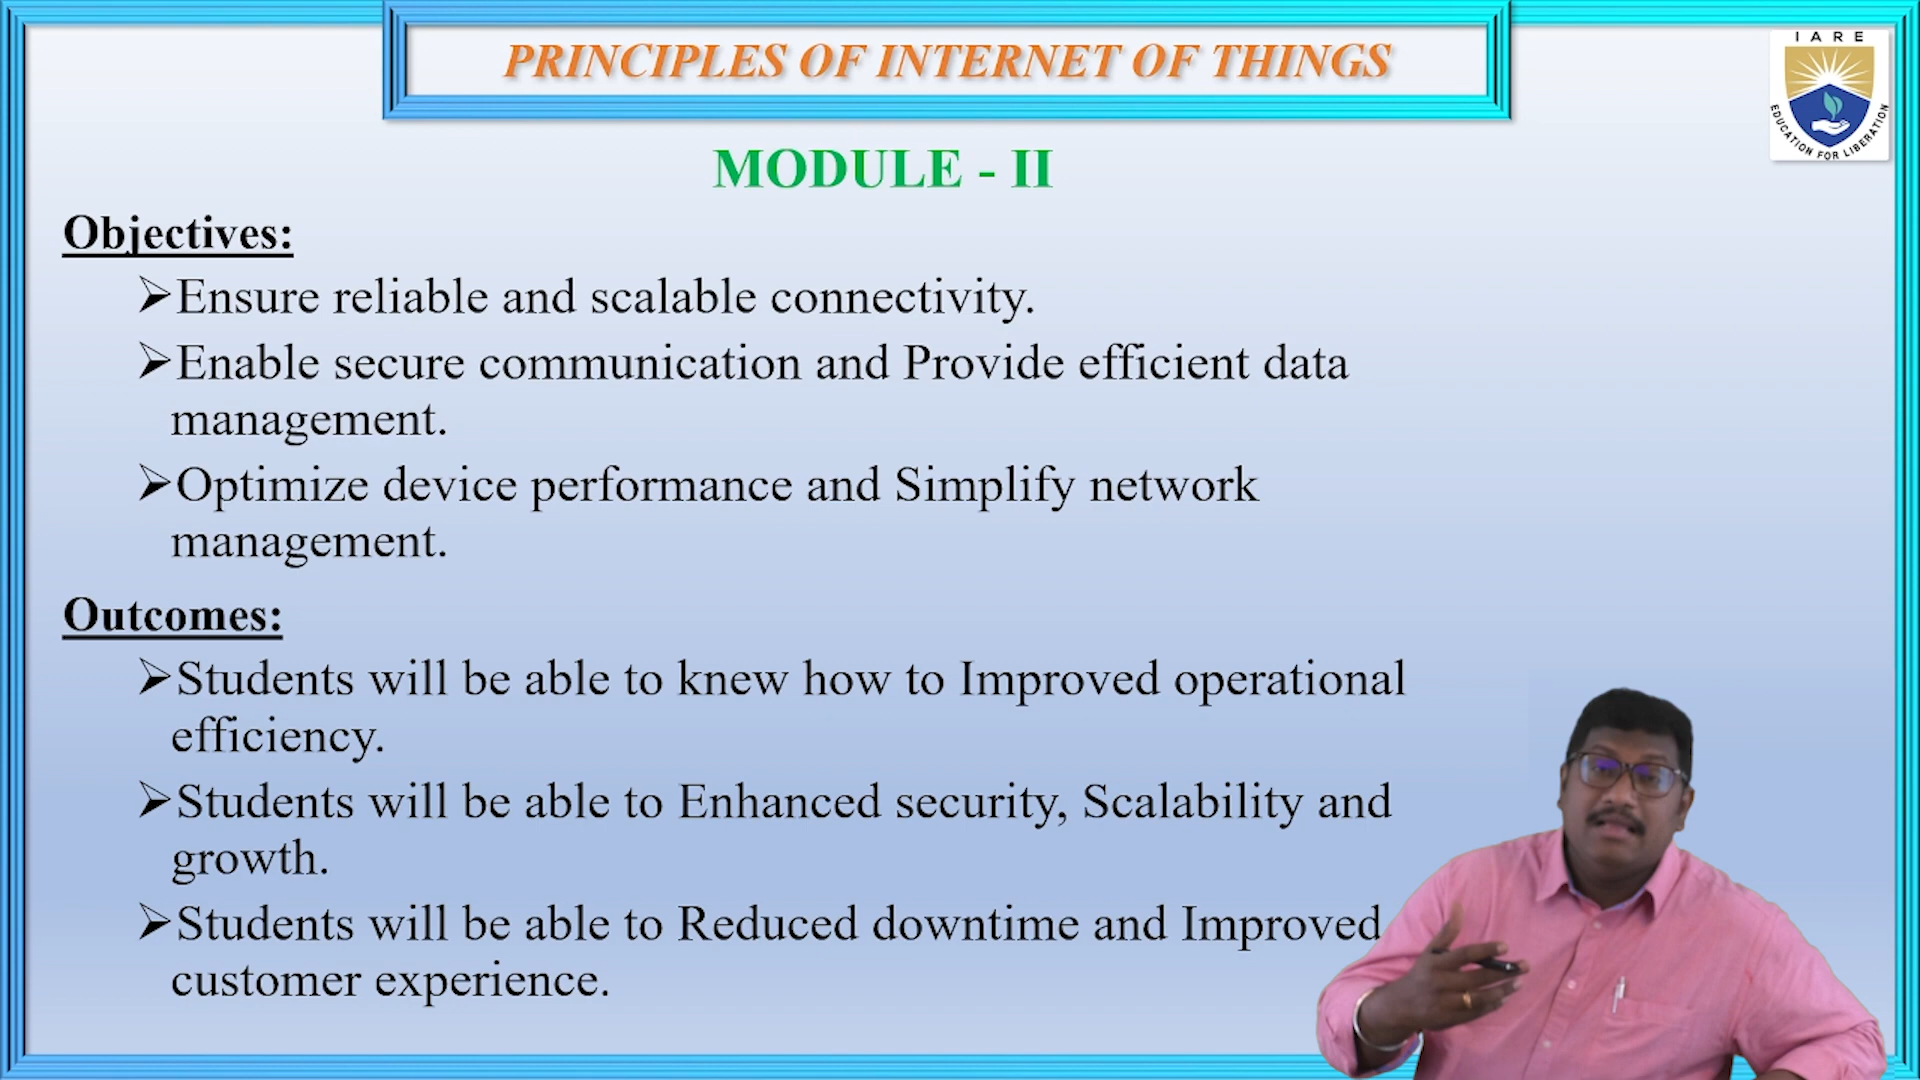 PRINCIPLES OF INTERNET OF THINGS
IARE
EDUCATION FOR LIBERATION
MODULE - II
Objectives:
➢Ensure reliable and scalable connectivity.
➢Enable secure communication and Provide efficient data
management.
➢Optimize device performance and Simplify network
management.
Outcomes:
➢Students will be able to knew how to Improved operational
efficiency.
➢Students will be able to Enhanced security, Scalability and
growth.
➢Students will be able to Reduced downtime and Improved
customer experience.